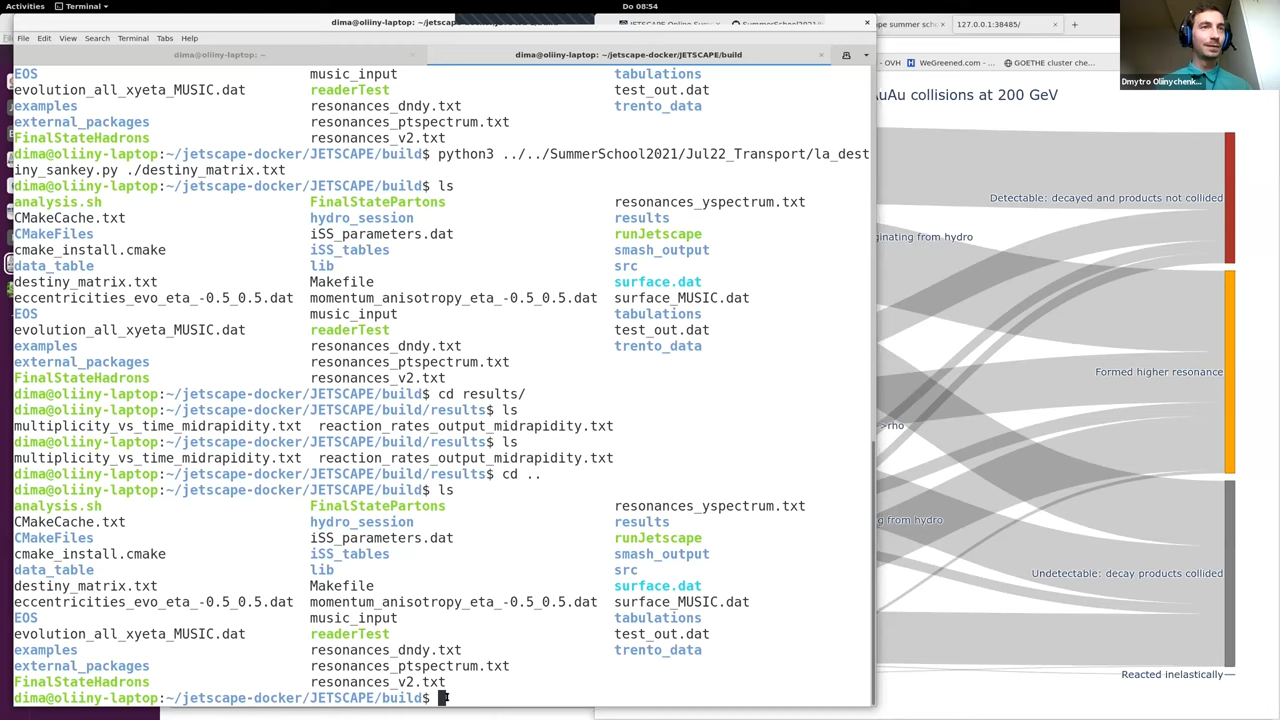 Activities Terminal Do 08:54
dima@oliiny-laptop: ~/jetscape-docker/JETSCAPE/build
127.0.0.1:38485/
File Edit View Search Terminal Tabs Help
dima@oliiny-laptop: ~
dima@oliiny-laptop: ~/jetscape-docker/JETSCAPE/build
- OVH WeGreened.com - ... GOETHE cluster che...
Dmytro Oliinychenk...
AuAu collisions at 200 GeV
EOS music_input tabulations
evolution_all_xyeta_MUSIC.dat readerTest test_out.dat
examples resonances_dndy.txt trento_data
external_packages resonances_ptspectrum.txt
FinalStateHadrons resonances_v2.txt
dima@oliiny-laptop:~/jetscape-docker/JETSCAPE/build$ python3 ../../SummerSchool2021/Jul22_Transport/la_dest
iny_sankey.py ./destiny_matrix.txt
dima@oliiny-laptop:~/jetscape-docker/JETSCAPE/build$ ls
analysis.sh FinalStatePartons resonances_yspectrum.txt
CMakeCache.txt hydro_session results
CMakeFiles iSS_parameters.dat runJetscape
cmake_install.cmake iSS_tables smash_output
data_table lib src
destiny_matrix.txt Makefile surface.dat
eccentricities_evo_eta_-0.5_0.5.dat momentum_anisotropy_eta_-0.5_0.5.dat surface_MUSIC.dat
EOS music_input tabulations
evolution_all_xyeta_MUSIC.dat readerTest test_out.dat
examples resonances_dndy.txt trento_data
external_packages resonances_ptspectrum.txt
FinalStateHadrons resonances_v2.txt
dima@oliiny-laptop:~/jetscape-docker/JETSCAPE/build$ cd results/
dima@oliiny-laptop:~/jetscape-docker/JETSCAPE/build/results$ ls
multiplicity_vs_time_midrapidity.txt reaction_rates_output_midrapidity.txt
dima@oliiny-laptop:~/jetscape-docker/JETSCAPE/build/results$ ls
multiplicity_vs_time_midrapidity.txt reaction_rates_output_midrapidity.txt
dima@oliiny-laptop:~/jetscape-docker/JETSCAPE/build/results$ cd ..
dima@oliiny-laptop:~/jetscape-docker/JETSCAPE/build$ ls
analysis.sh FinalStatePartons resonances_yspectrum.txt
CMakeCache.txt hydro_session results
CMakeFiles iSS_parameters.dat runJetscape
cmake_install.cmake iSS_tables smash_output
data_table lib src
destiny_matrix.txt Makefile surface.dat
eccentricities_evo_eta_-0.5_0.5.dat momentum_anisotropy_eta_-0.5_0.5.dat surface_MUSIC.dat
EOS music_input tabulations
evolution_all_xyeta_MUSIC.dat readerTest test_out.dat
examples resonances_dndy.txt trento_data
external_packages resonances_ptspectrum.txt
FinalStateHadrons resonances_v2.txt
dima@oliiny-laptop:~/jetscape-docker/JETSCAPE/build$
Detectable: decayed and products not collided
ginating from hydro
Formed higher resonance
->rho
g from hydro
Undetectable: decay products collided
Reacted inelastically